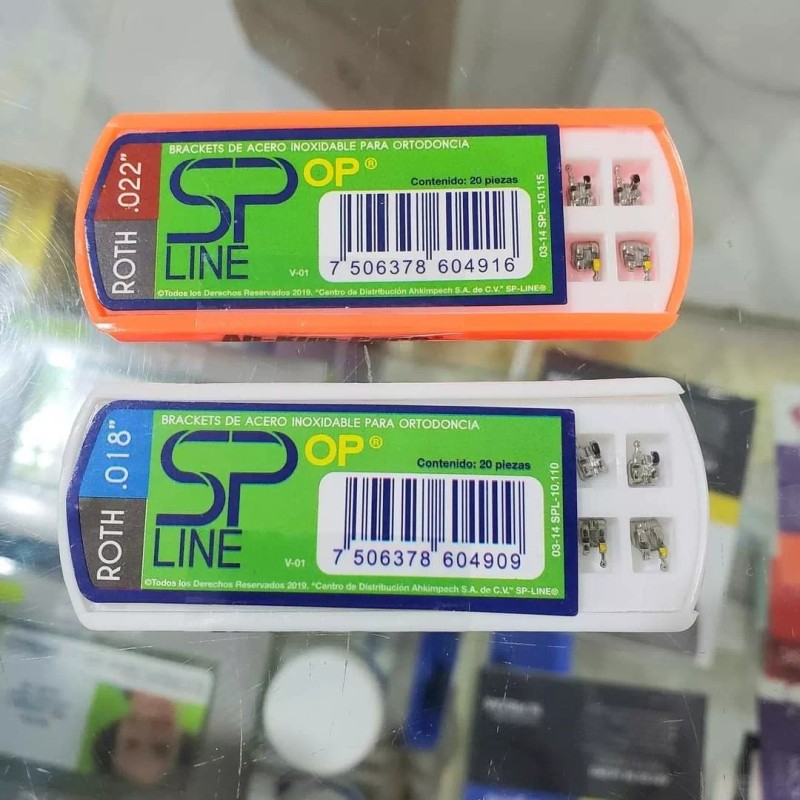 BRACKETS DE ACERO INOXIDABLE PARA ORTODONCIA
ROTH .022"
SP
LINE
OP®
Contenido: 20 piezas
V-01
7 506378 604916
03-14 SPL-10.115
©Todos los Derechos Reservados 2019. "Centro de Distribución Ahkimpech S.A. de C.V." SP-LINE®
BRACKETS DE ACERO INOXIDABLE PARA ORTODONCIA
ROTH .018"
SP
LINE
OP®
Contenido: 20 piezas
V-01
7 506378 604909
03-14 SPL-10.110
©Todos los Derechos Reservados 2019. "Centro de Distribución Ahkimpech S.A. de C.V." SP-LINE®